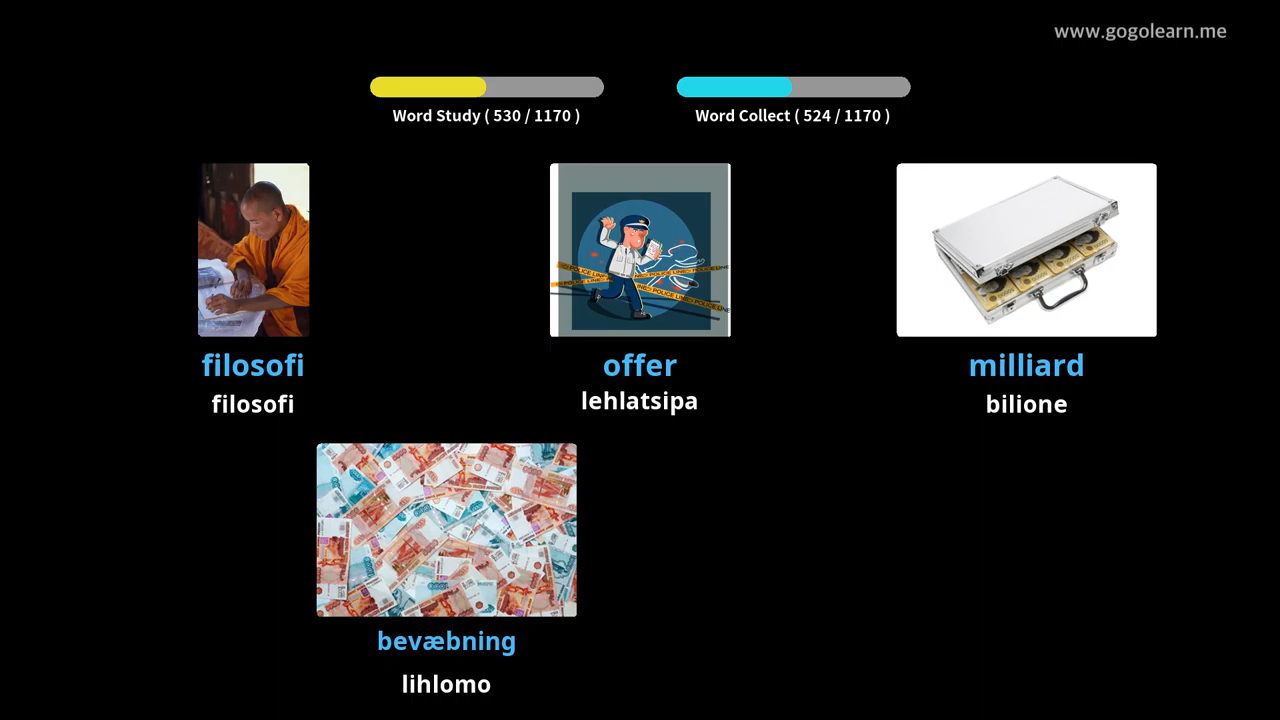 www.gogolearn.me
Word Study ( 530 / 1170 )
Word Collect ( 524 / 1170 )
filosofi
filosofi
offer
lehlatsipa
milliard
bilione
bevæbning
lihlomo